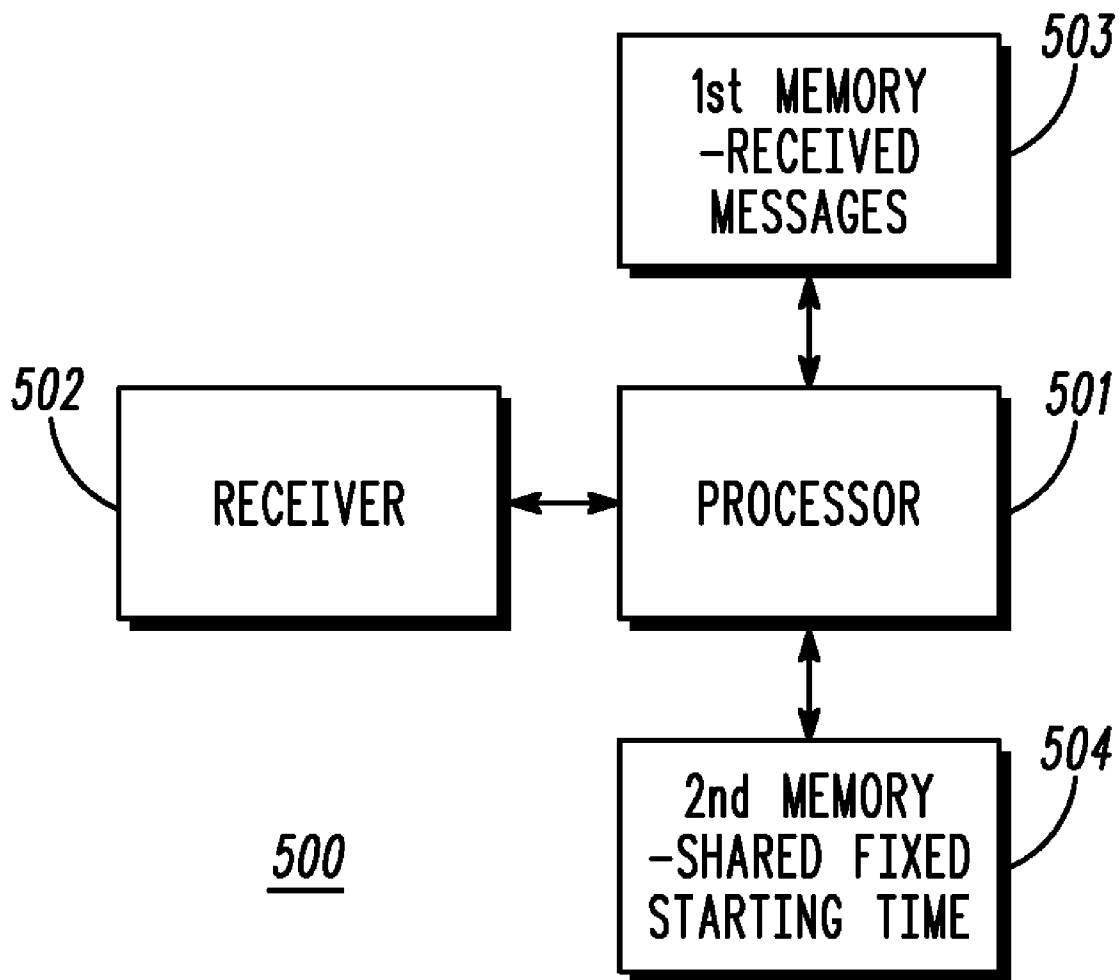 503
1st MEMORY
-RECEIVED
MESSAGES
502
501
RECEIVER
PROCESSOR
504
2nd MEMORY
-SHARED FIXED
STARTING TIME
500